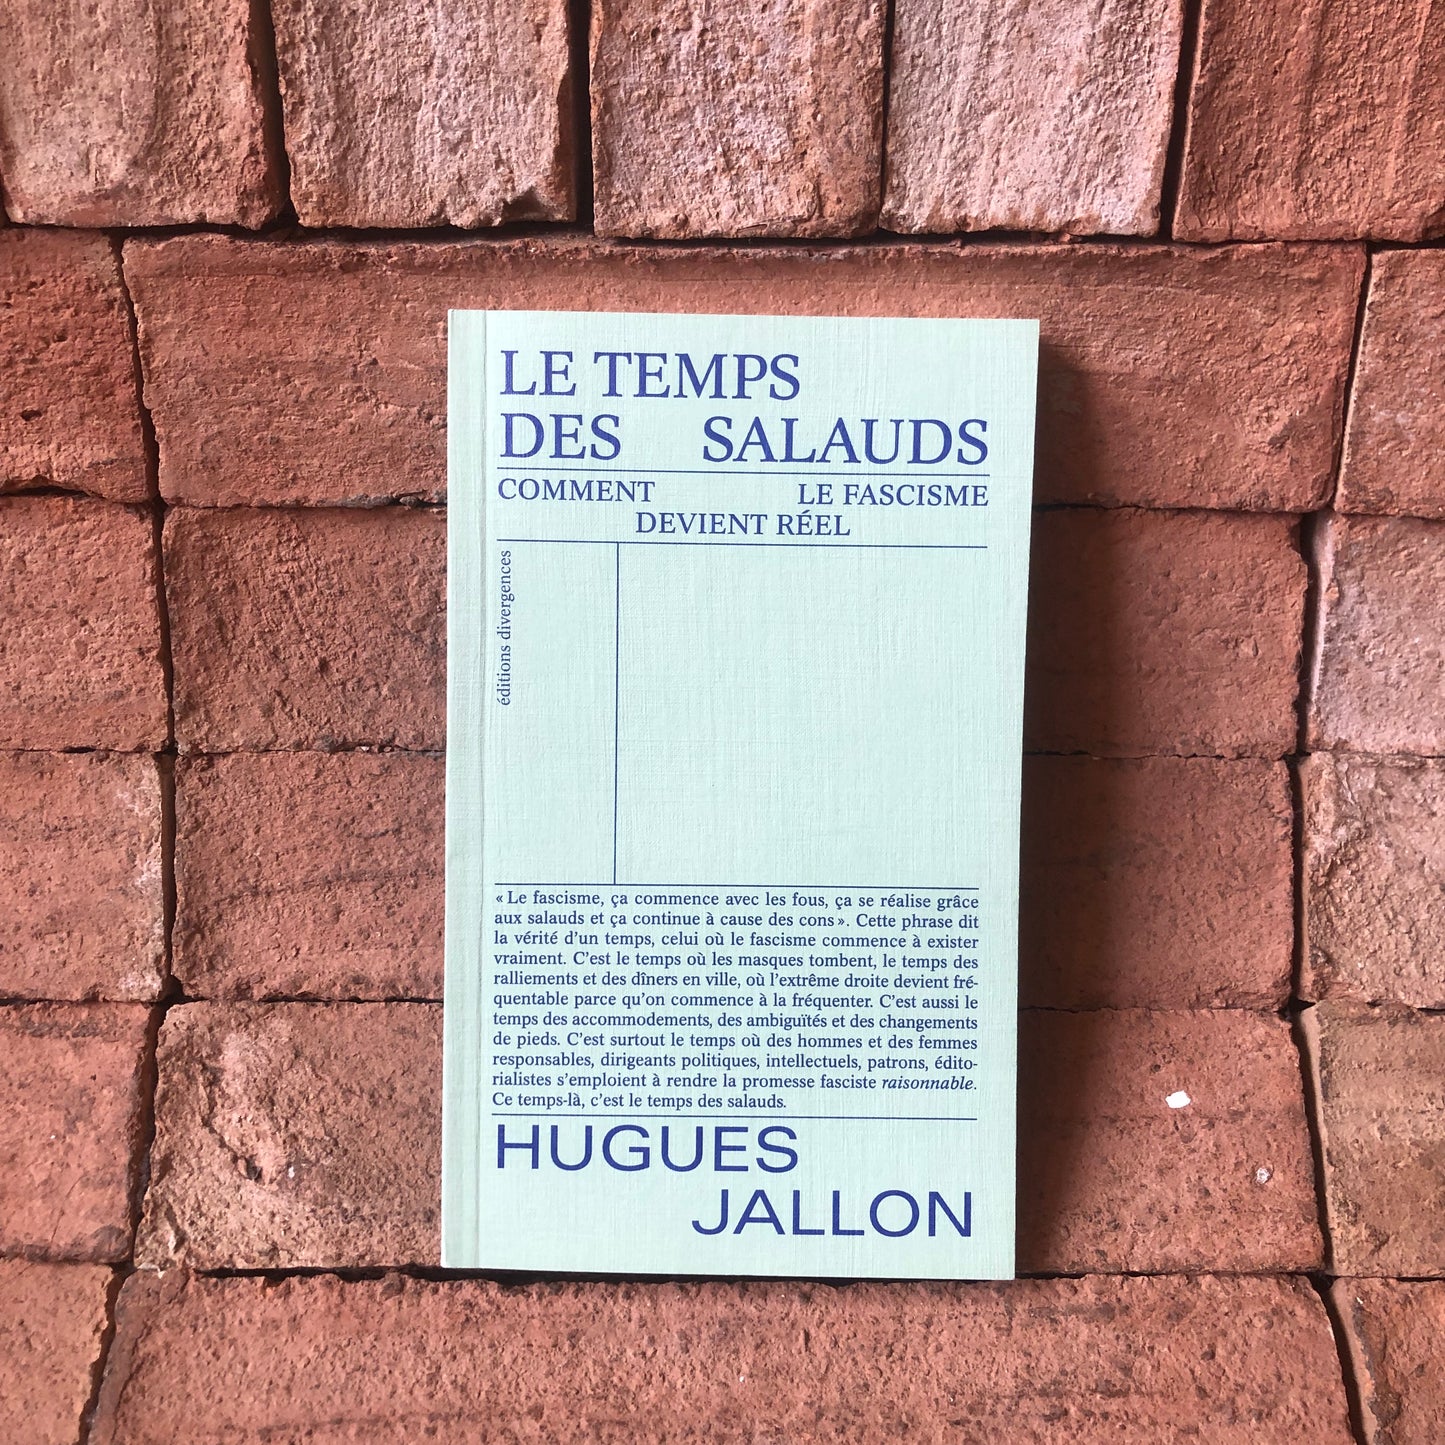 LE TEMPS
DES SALAUDS
COMMENT LE FASCISME
DEVIENT RÉEL
éditions divergences
« Le fascisme, ça commence avec les fous, ça se réalise grâce
aux salauds et ça continue à cause des cons ». Cette phrase dit
la vérité d’un temps, celui où le fascisme commence à exister
vraiment. C’est le temps où les masques tombent, le temps des
ralliements et des dîners en ville, où l’extrême droite devient fré-
quentable parce qu’on commence à la fréquenter. C’est aussi le
temps des accommodements, des ambiguïtés et des changements
de pieds. C’est surtout le temps où des hommes et des femmes
responsables, dirigeants politiques, intellectuels, patrons, édito-
rialistes s’emploient à rendre la promesse fasciste raisonnable.
Ce temps-là, c’est le temps des salauds.
HUGUES
JALLON